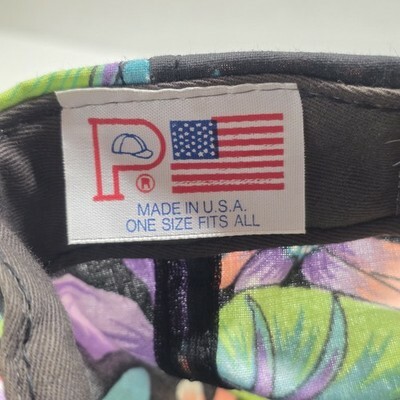 P®
MADE IN U.S.A.
ONE SIZE FITS ALL